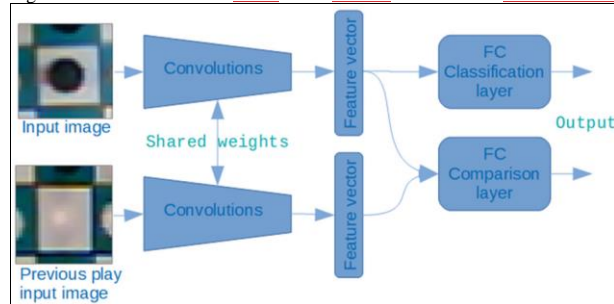 Convolutions
Feature vector
FC
Classification
layer
Input image
Shared weights
Output
Convolutions
Feature vector
FC
Comparison
layer
Previous play
input image